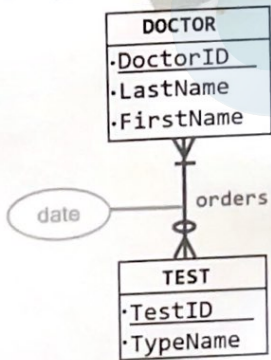 DOCTOR
·DoctorID
·LastName
·FirstName
orders
date
TEST
·TestID
·TypeName